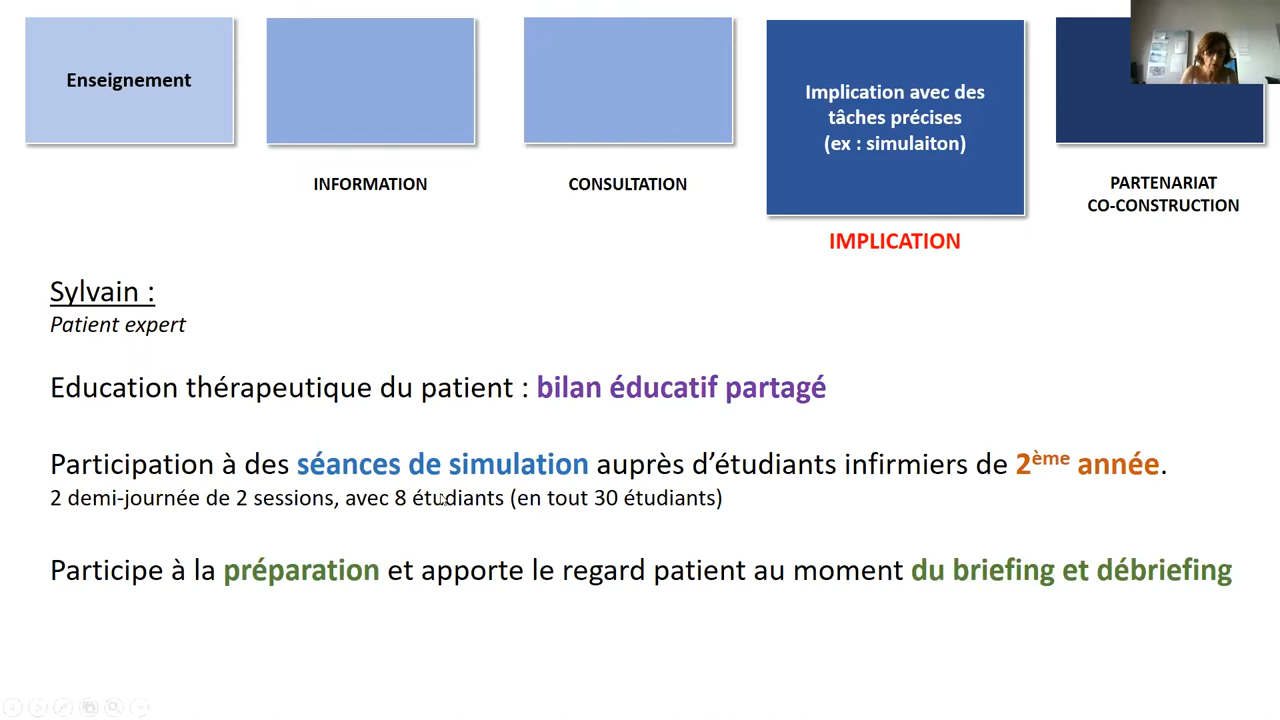 Enseignement
Implication avec des
tâches précises
(ex : simulaiton)
INFORMATION
CONSULTATION
IMPLICATION
PARTENARIAT
CO-CONSTRUCTION
Sylvain :
Patient expert
Education thérapeutique du patient : bilan éducatif partagé
Participation à des séances de simulation auprès d’étudiants infirmiers de 2ème année.
2 demi-journée de 2 sessions, avec 8 étudiants (en tout 30 étudiants)
Participe à la préparation et apporte le regard patient au moment du briefing et débriefing